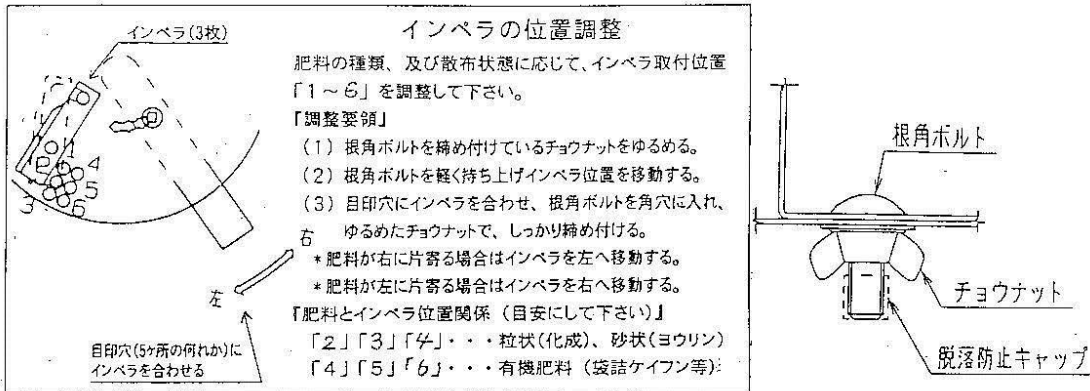 インペラ(3枚)
インペラの位置調整
肥料の種類、及び散布状態に応じて、インペラ取付位置
「1～6」を調整して下さい。
『調整要領』
(1) 根角ボルトを締め付けているチョウナットをゆるめる。
(2) 根角ボルトを軽く持ち上げインペラ位置を移動する。
(3) 目印穴にインペラを合わせ、根角ボルトを角穴に入れ、
ゆるめたチョウナットで、しっかり締め付ける。
*肥料が右に片寄る場合はインペラを左へ移動する。
*肥料が左に片寄る場合はインペラを右へ移動する。
『肥料とインペラ位置関係（目安にして下さい）』
「2」「3」「4」・・・粒状(化成)、砂状(ヨウリン)
「4」「5」「6」・・・有機肥料（袋詰ケイフン等）
1
2
4
5
3
6
右
左
目印穴(5ヶ所の何れか)に
インペラを合わせる
根角ボルト
チョウナット
脱落防止キャップ